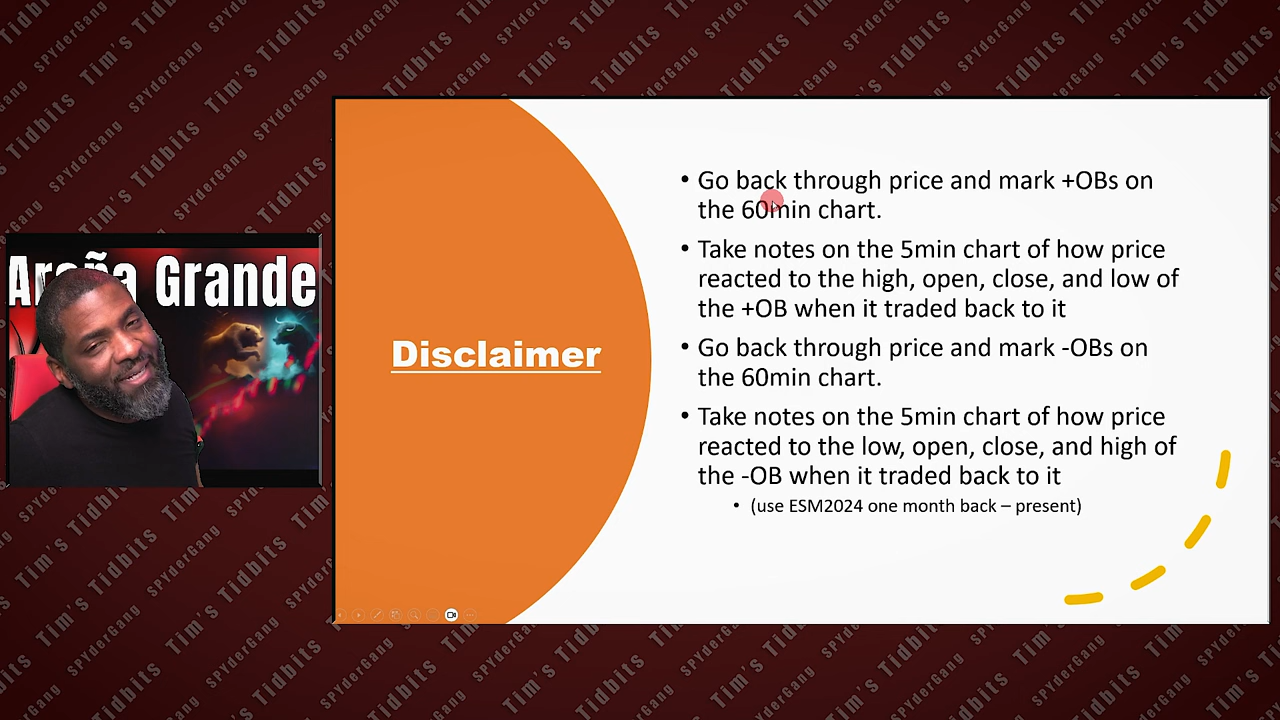 Tim's Tidbits
SPYderGang
Areña Grande
Disclaimer
• Go back through price and mark +OBs on
the 60min chart.
• Take notes on the 5min chart of how price
reacted to the high, open, close, and low of
the +OB when it traded back to it
• Go back through price and mark -OBs on
the 60min chart.
• Take notes on the 5min chart of how price
reacted to the low, open, close, and high of
the -OB when it traded back to it
• (use ESM2024 one month back – present)